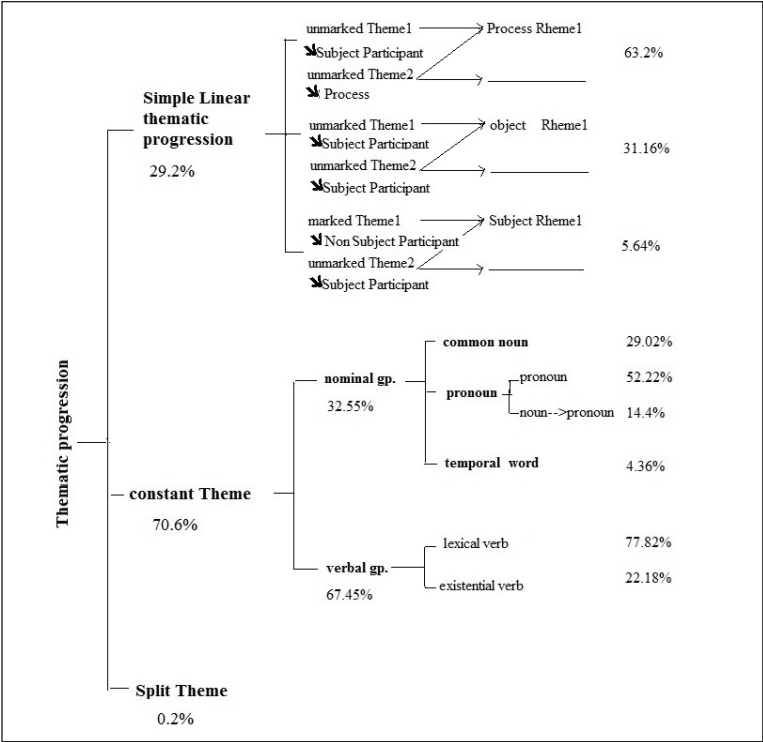 Thematic progression
Simple Linear
thematic
progression
29.2%
unmarked Theme1 Process Rheme1
Subject Participant
unmarked Theme2
Process
63.2%
unmarked Theme1 object Rheme1
Subject Participant
unmarked Theme2
Subject Participant
31.16%
marked Theme1 Subject Rheme1
Non Subject Participant
unmarked Theme2
Subject Participant
5.64%
constant Theme
70.6%
nominal gp.
32.55%
common noun 29.02%
pronoun
pronoun 52.22%
noun-->pronoun 14.4%
temporal word 4.36%
verbal gp.
67.45%
lexical verb 77.82%
existential verb 22.18%
Split Theme
0.2%